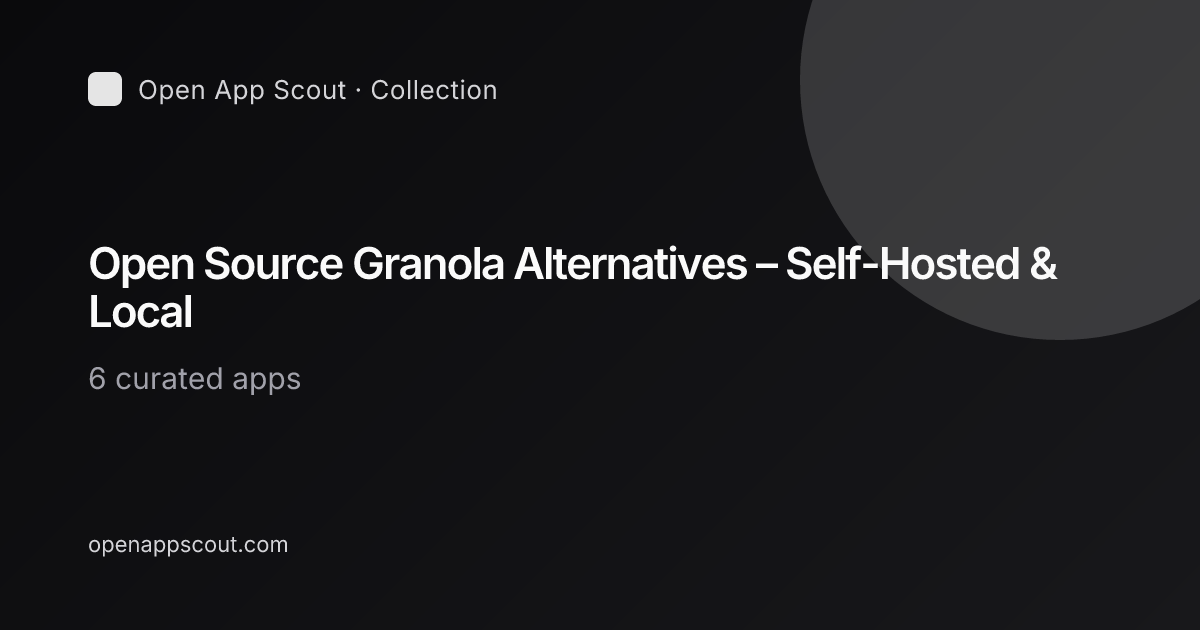 Open App Scout · Collection
Open Source Granola Alternatives – Self-Hosted &
Local
6 curated apps
openappscout.com